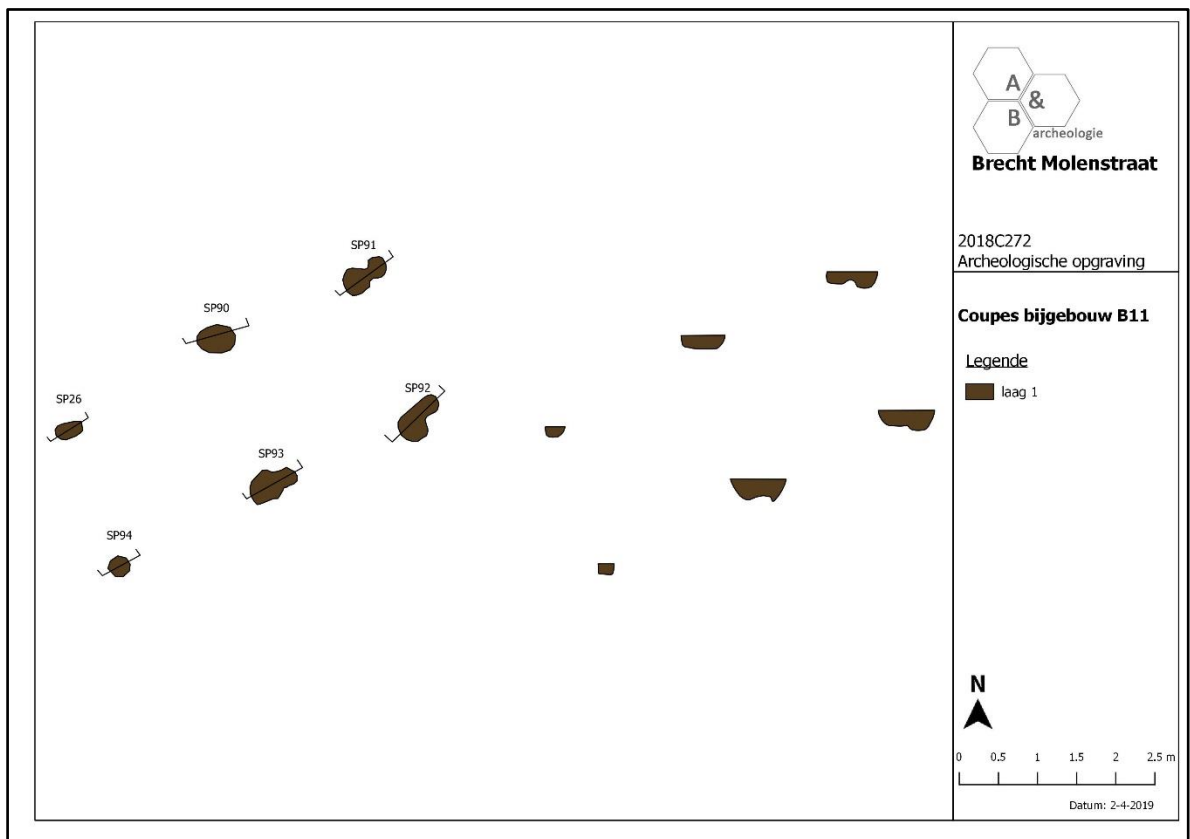 SP91
SP90
SP92
SP26
SP93
SP94
A
&
B
archeologie
Brecht Molenstraat
2018C272
Archeologische opgraving
Coupes bijgebouw B11
Legende
laag 1
N
0 0.5 1 1.5 2 2.5 m
Datum: 2-4-2019